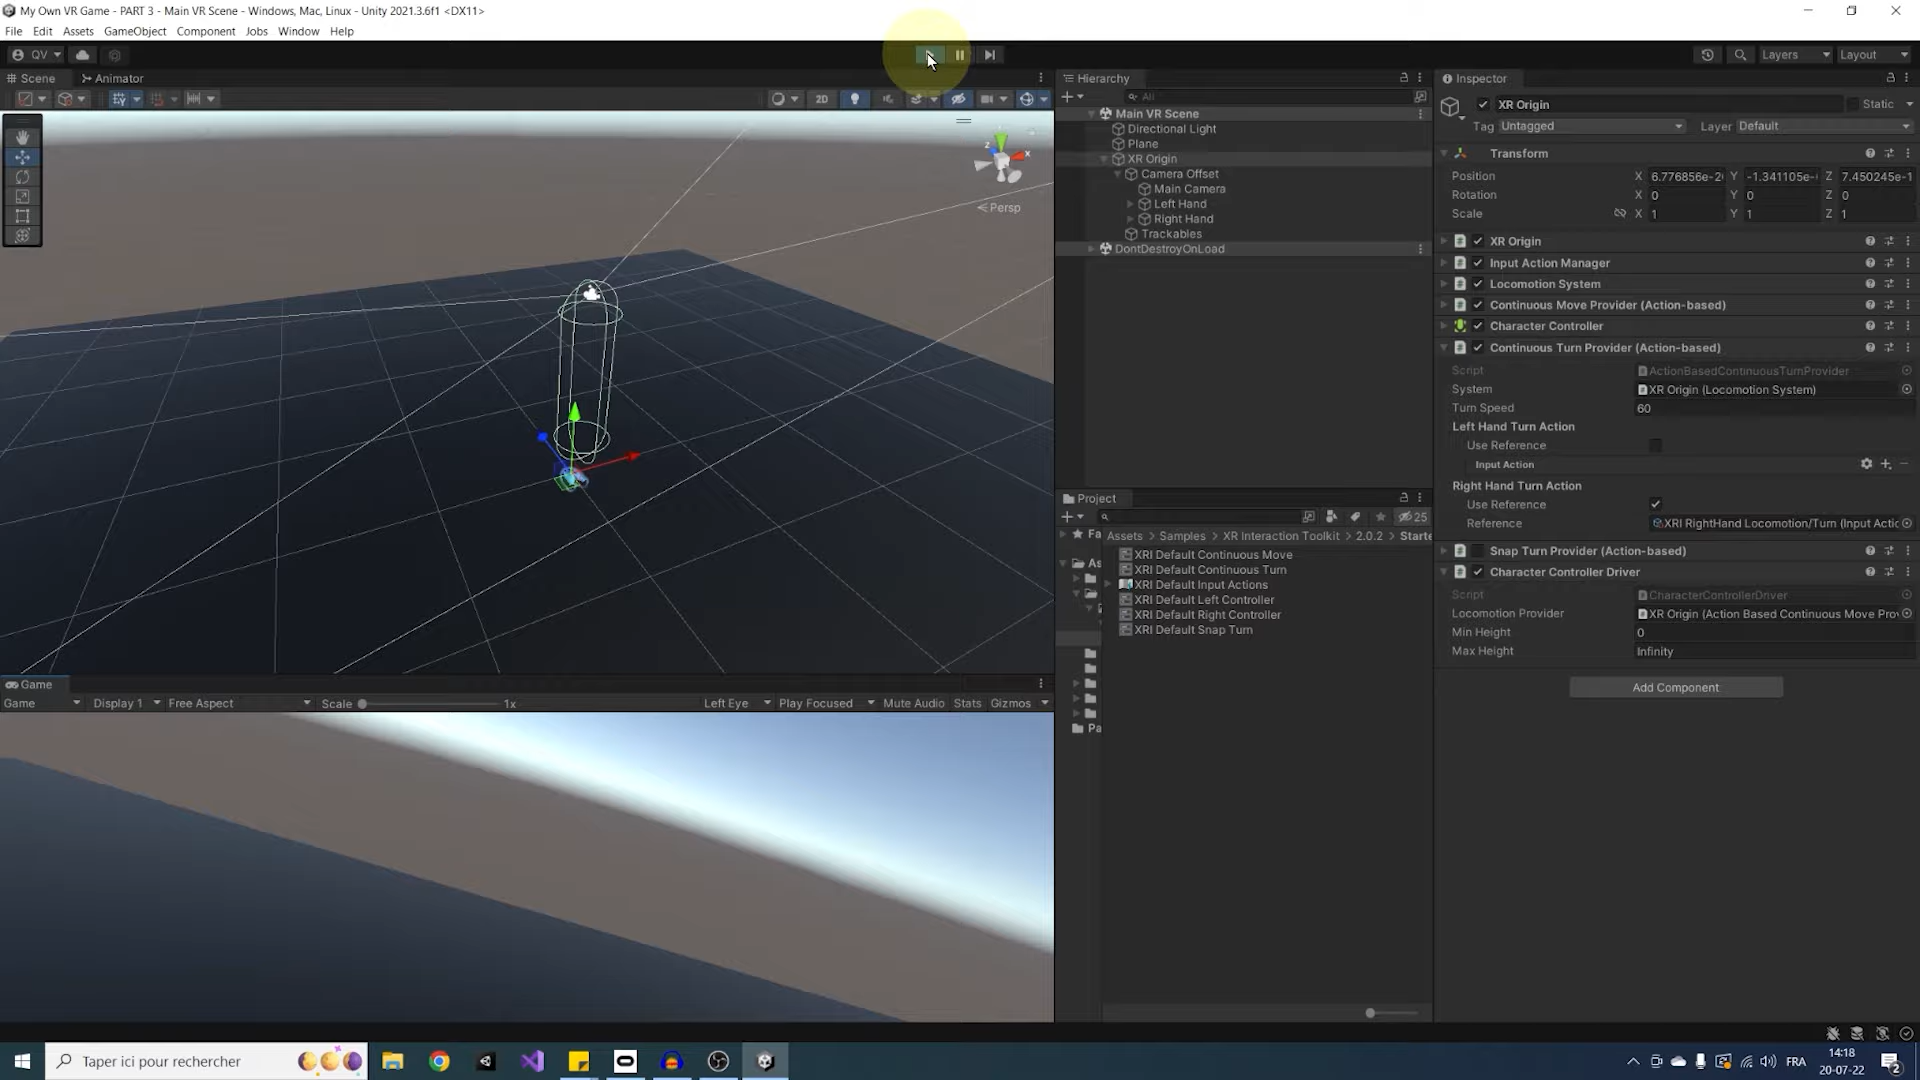 My Own VR Game - PART 3 - Main VR Scene - Windows, Mac, Linux - Unity 2021.3.6f1 <DX11>
File Edit Assets GameObject Component Jobs Window Help
QV
Layers Layout
Scene Animator
2D
Persp
y
x
z
Hierarchy
All
Main VR Scene
Directional Light
Plane
XR Origin
Camera Offset
Main Camera
Left Hand
Right Hand
Trackables
DontDestroyOnLoad
Project
25
Assets > Samples > XR Interaction Toolkit > 2.0.2 > Starte
Fa
As
Pa
XRI Default Continuous Move
XRI Default Continuous Turn
XRI Default Input Actions
XRI Default Left Controller
XRI Default Right Controller
XRI Default Snap Turn
Inspector
XR Origin Static
Tag Untagged Layer Default
Transform
Position X 6.776856e-2 Y -1.341105e- Z 7.450245e-1
Rotation X 0 Y 0 Z 0
Scale X 1 Y 1 Z 1
XR Origin
Input Action Manager
Locomotion System
Continuous Move Provider (Action-based)
Character Controller
Continuous Turn Provider (Action-based)
Script ActionBasedContinuousTurnProvider
System XR Origin (Locomotion System)
Turn Speed 60
Left Hand Turn Action
Use Reference
Input Action
Right Hand Turn Action
Use Reference
Reference XRI RightHand Locomotion/Turn (Input Actic
Snap Turn Provider (Action-based)
Character Controller Driver
Script CharacterControllerDriver
Locomotion Provider XR Origin (Action Based Continuous Move Prov
Min Height 0
Max Height Infinity
Add Component
Game
Game Display 1 Free Aspect Scale 1x Left Eye Play Focused Mute Audio Stats Gizmos
Taper ici pour rechercher
FRA
14:18
20-07-22
2